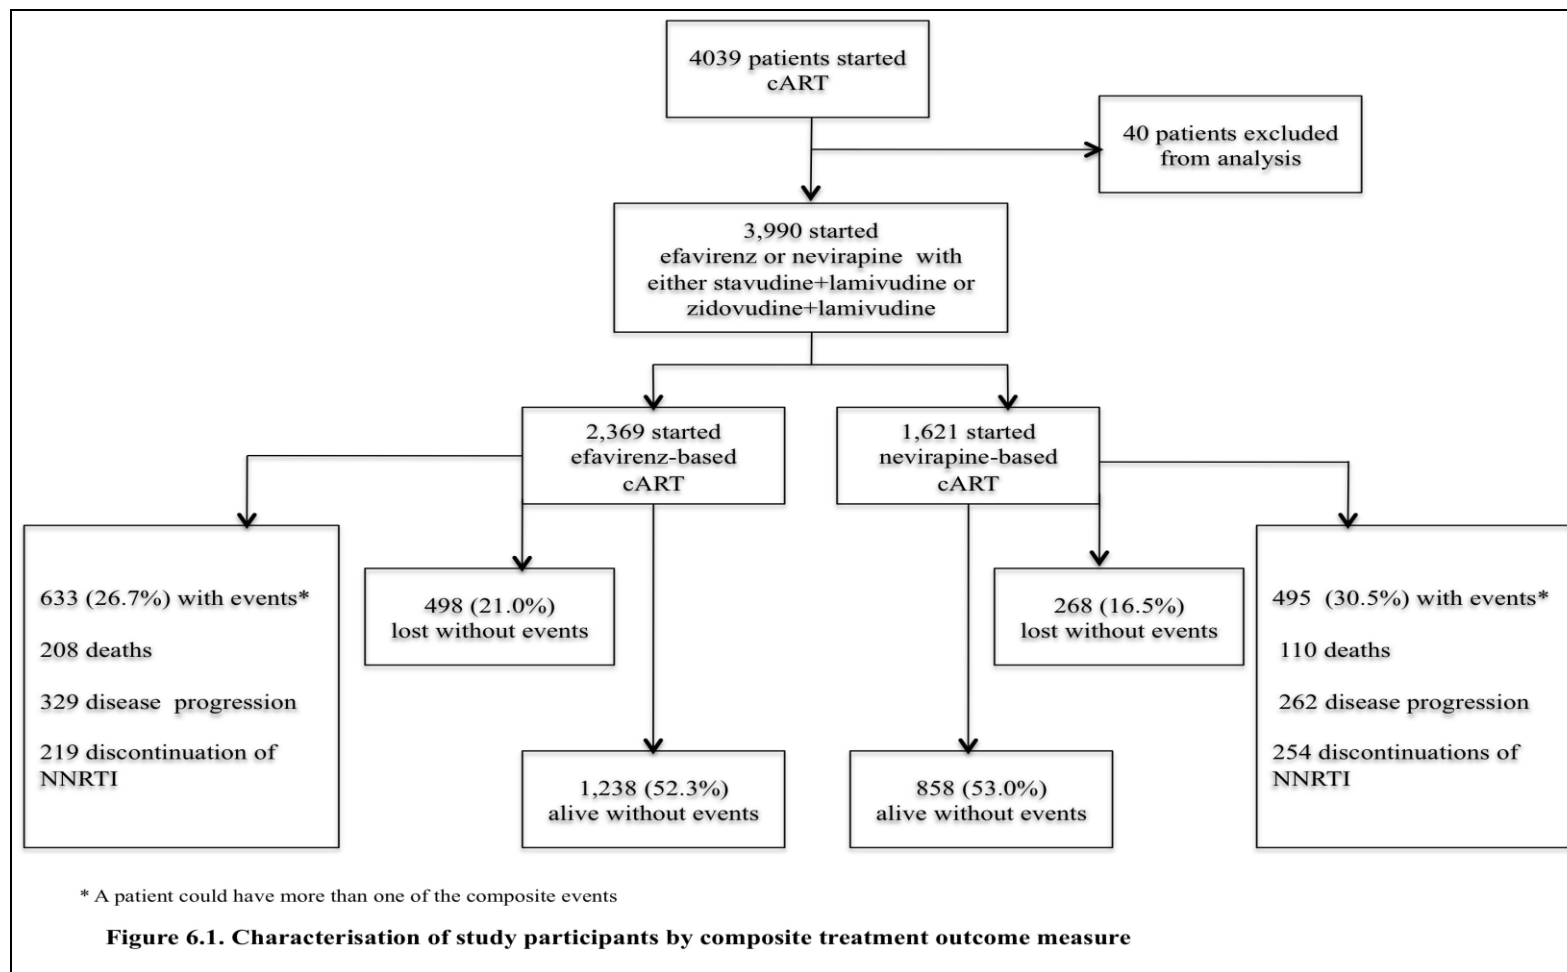 4039 patients started
cART
40 patients excluded
from analysis
3,990 started
efavirenz or nevirapine with
either stavudine+lamivudine or
zidovudine+lamivudine
2,369 started
efavirenz-based
cART
1,621 started
nevirapine-based
cART
633 (26.7%) with events*
208 deaths
329 disease progression
219 discontinuation of
NNRTI
498 (21.0%)
lost without events
268 (16.5%)
lost without events
495 (30.5%) with events*
110 deaths
262 disease progression
254 discontinuations of
NNRTI
1,238 (52.3%)
alive without events
858 (53.0%)
alive without events
* A patient could have more than one of the composite events
Figure 6.1. Characterisation of study participants by composite treatment outcome measure